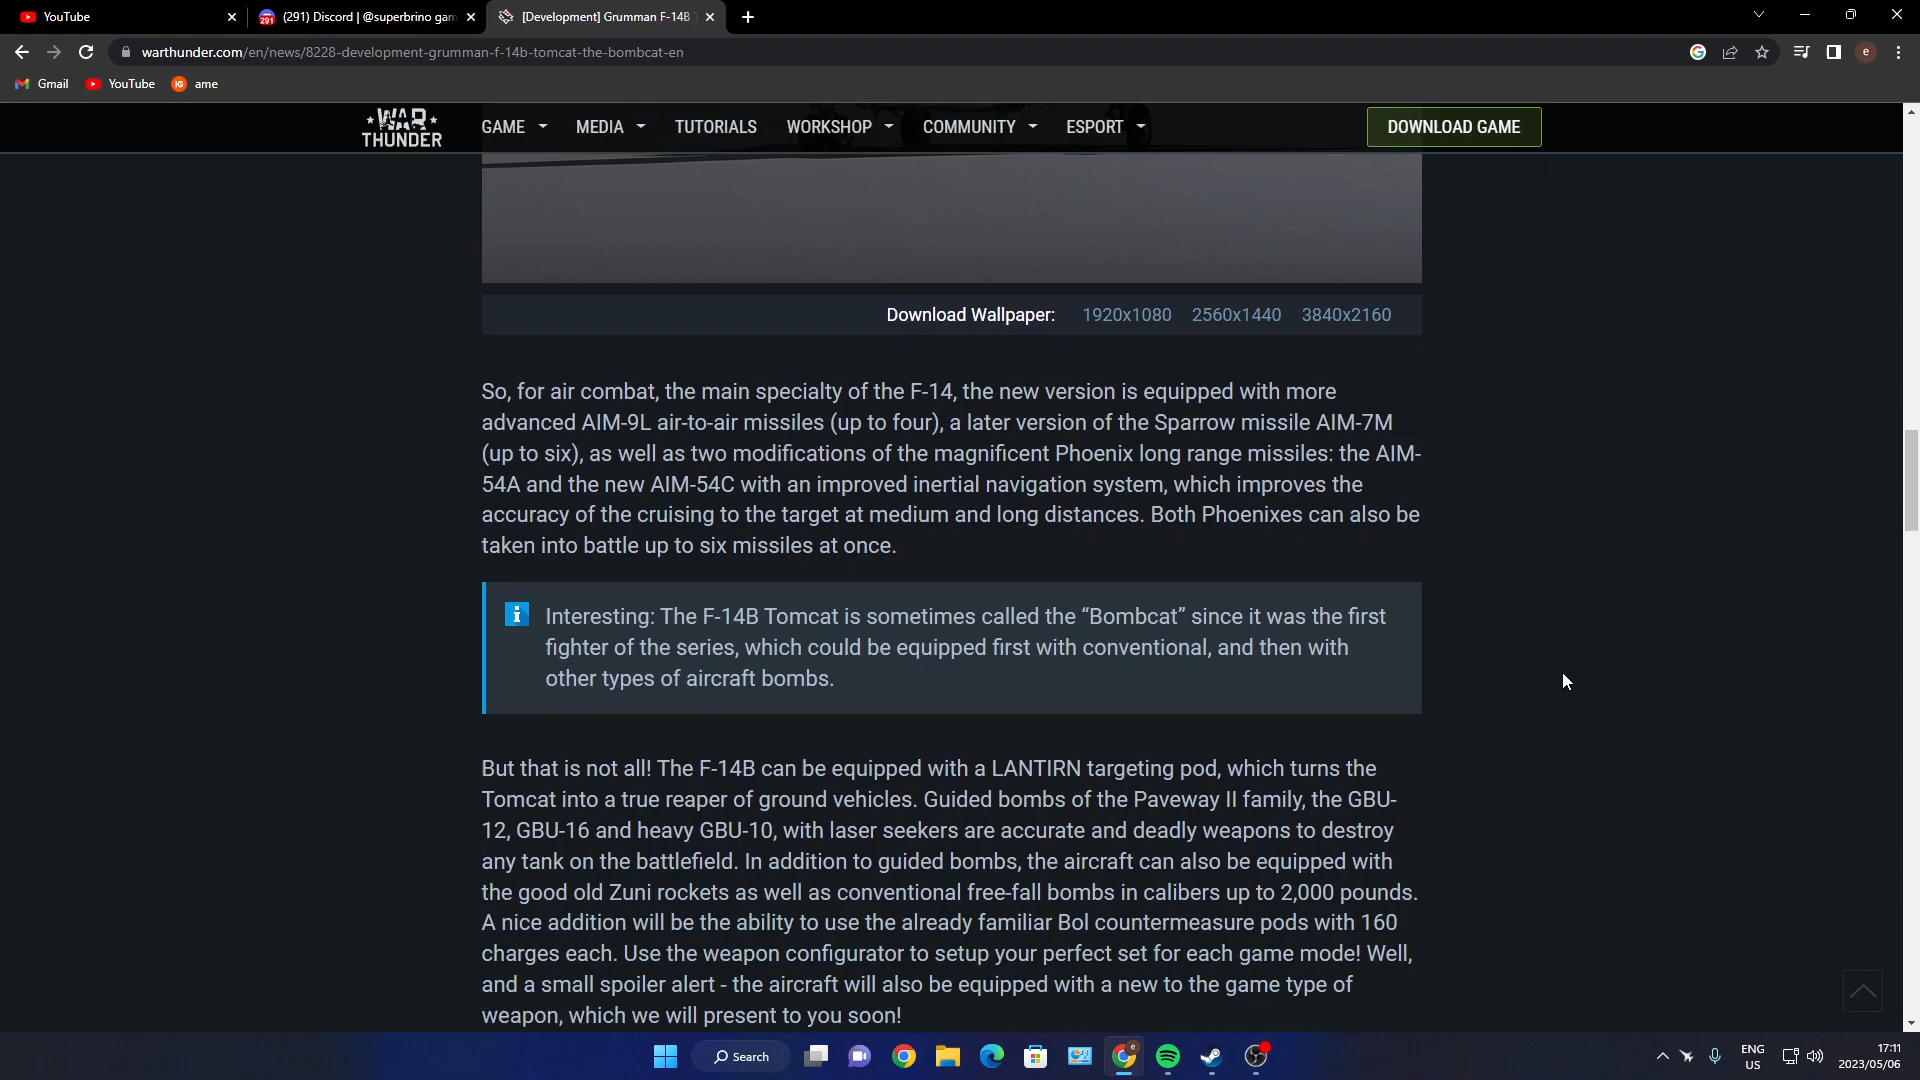 YouTube
(291) Discord | @superbrino gam
[Development] Grumman F-14B T
warthunder.com/en/news/8228-development-grumman-f-14b-tomcat-the-bombcat-en
e
Gmail
YouTube
IG
ame
WAR THUNDER
GAME
MEDIA
TUTORIALS
WORKSHOP
COMMUNITY
ESPORT
DOWNLOAD GAME
Download Wallpaper: 1920x1080 2560x1440 3840x2160
So, for air combat, the main specialty of the F-14, the new version is equipped with more
advanced AIM-9L air-to-air missiles (up to four), a later version of the Sparrow missile AIM-7M
(up to six), as well as two modifications of the magnificent Phoenix long range missiles: the AIM-
54A and the new AIM-54C with an improved inertial navigation system, which improves the
accuracy of the cruising to the target at medium and long distances. Both Phoenixes can also be
taken into battle up to six missiles at once.
Interesting: The F-14B Tomcat is sometimes called the “Bombcat” since it was the first
fighter of the series, which could be equipped first with conventional, and then with
other types of aircraft bombs.
But that is not all! The F-14B can be equipped with a LANTIRN targeting pod, which turns the
Tomcat into a true reaper of ground vehicles. Guided bombs of the Paveway II family, the GBU-
12, GBU-16 and heavy GBU-10, with laser seekers are accurate and deadly weapons to destroy
any tank on the battlefield. In addition to guided bombs, the aircraft can also be equipped with
the good old Zuni rockets as well as conventional free-fall bombs in calibers up to 2,000 pounds.
A nice addition will be the ability to use the already familiar Bol countermeasure pods with 160
charges each. Use the weapon configurator to setup your perfect set for each game mode! Well,
and a small spoiler alert - the aircraft will also be equipped with a new to the game type of
weapon, which we will present to you soon!
Search
ENG
US
17:11
2023/05/06